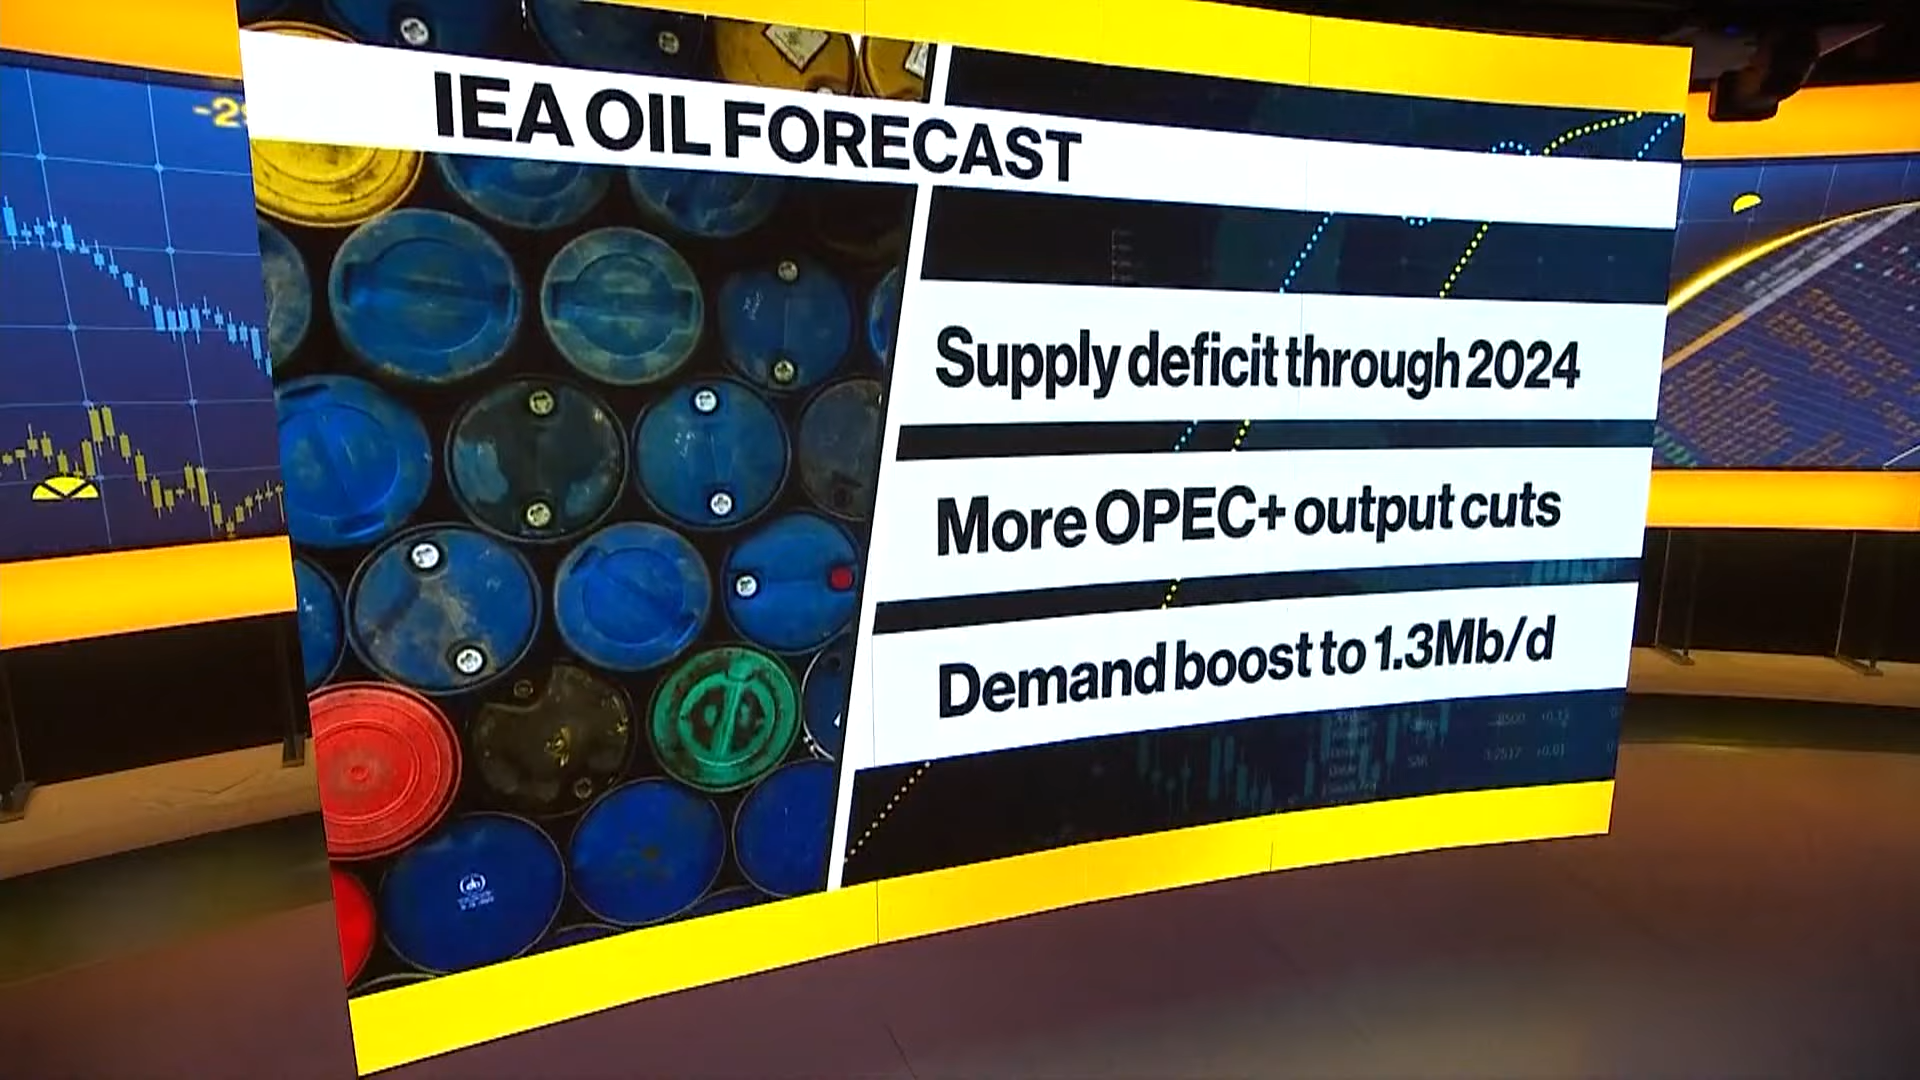 IEA OIL FORECAST
Supply deficit through 2024
More OPEC+ output cuts
Demand boost to 1.3Mb/d